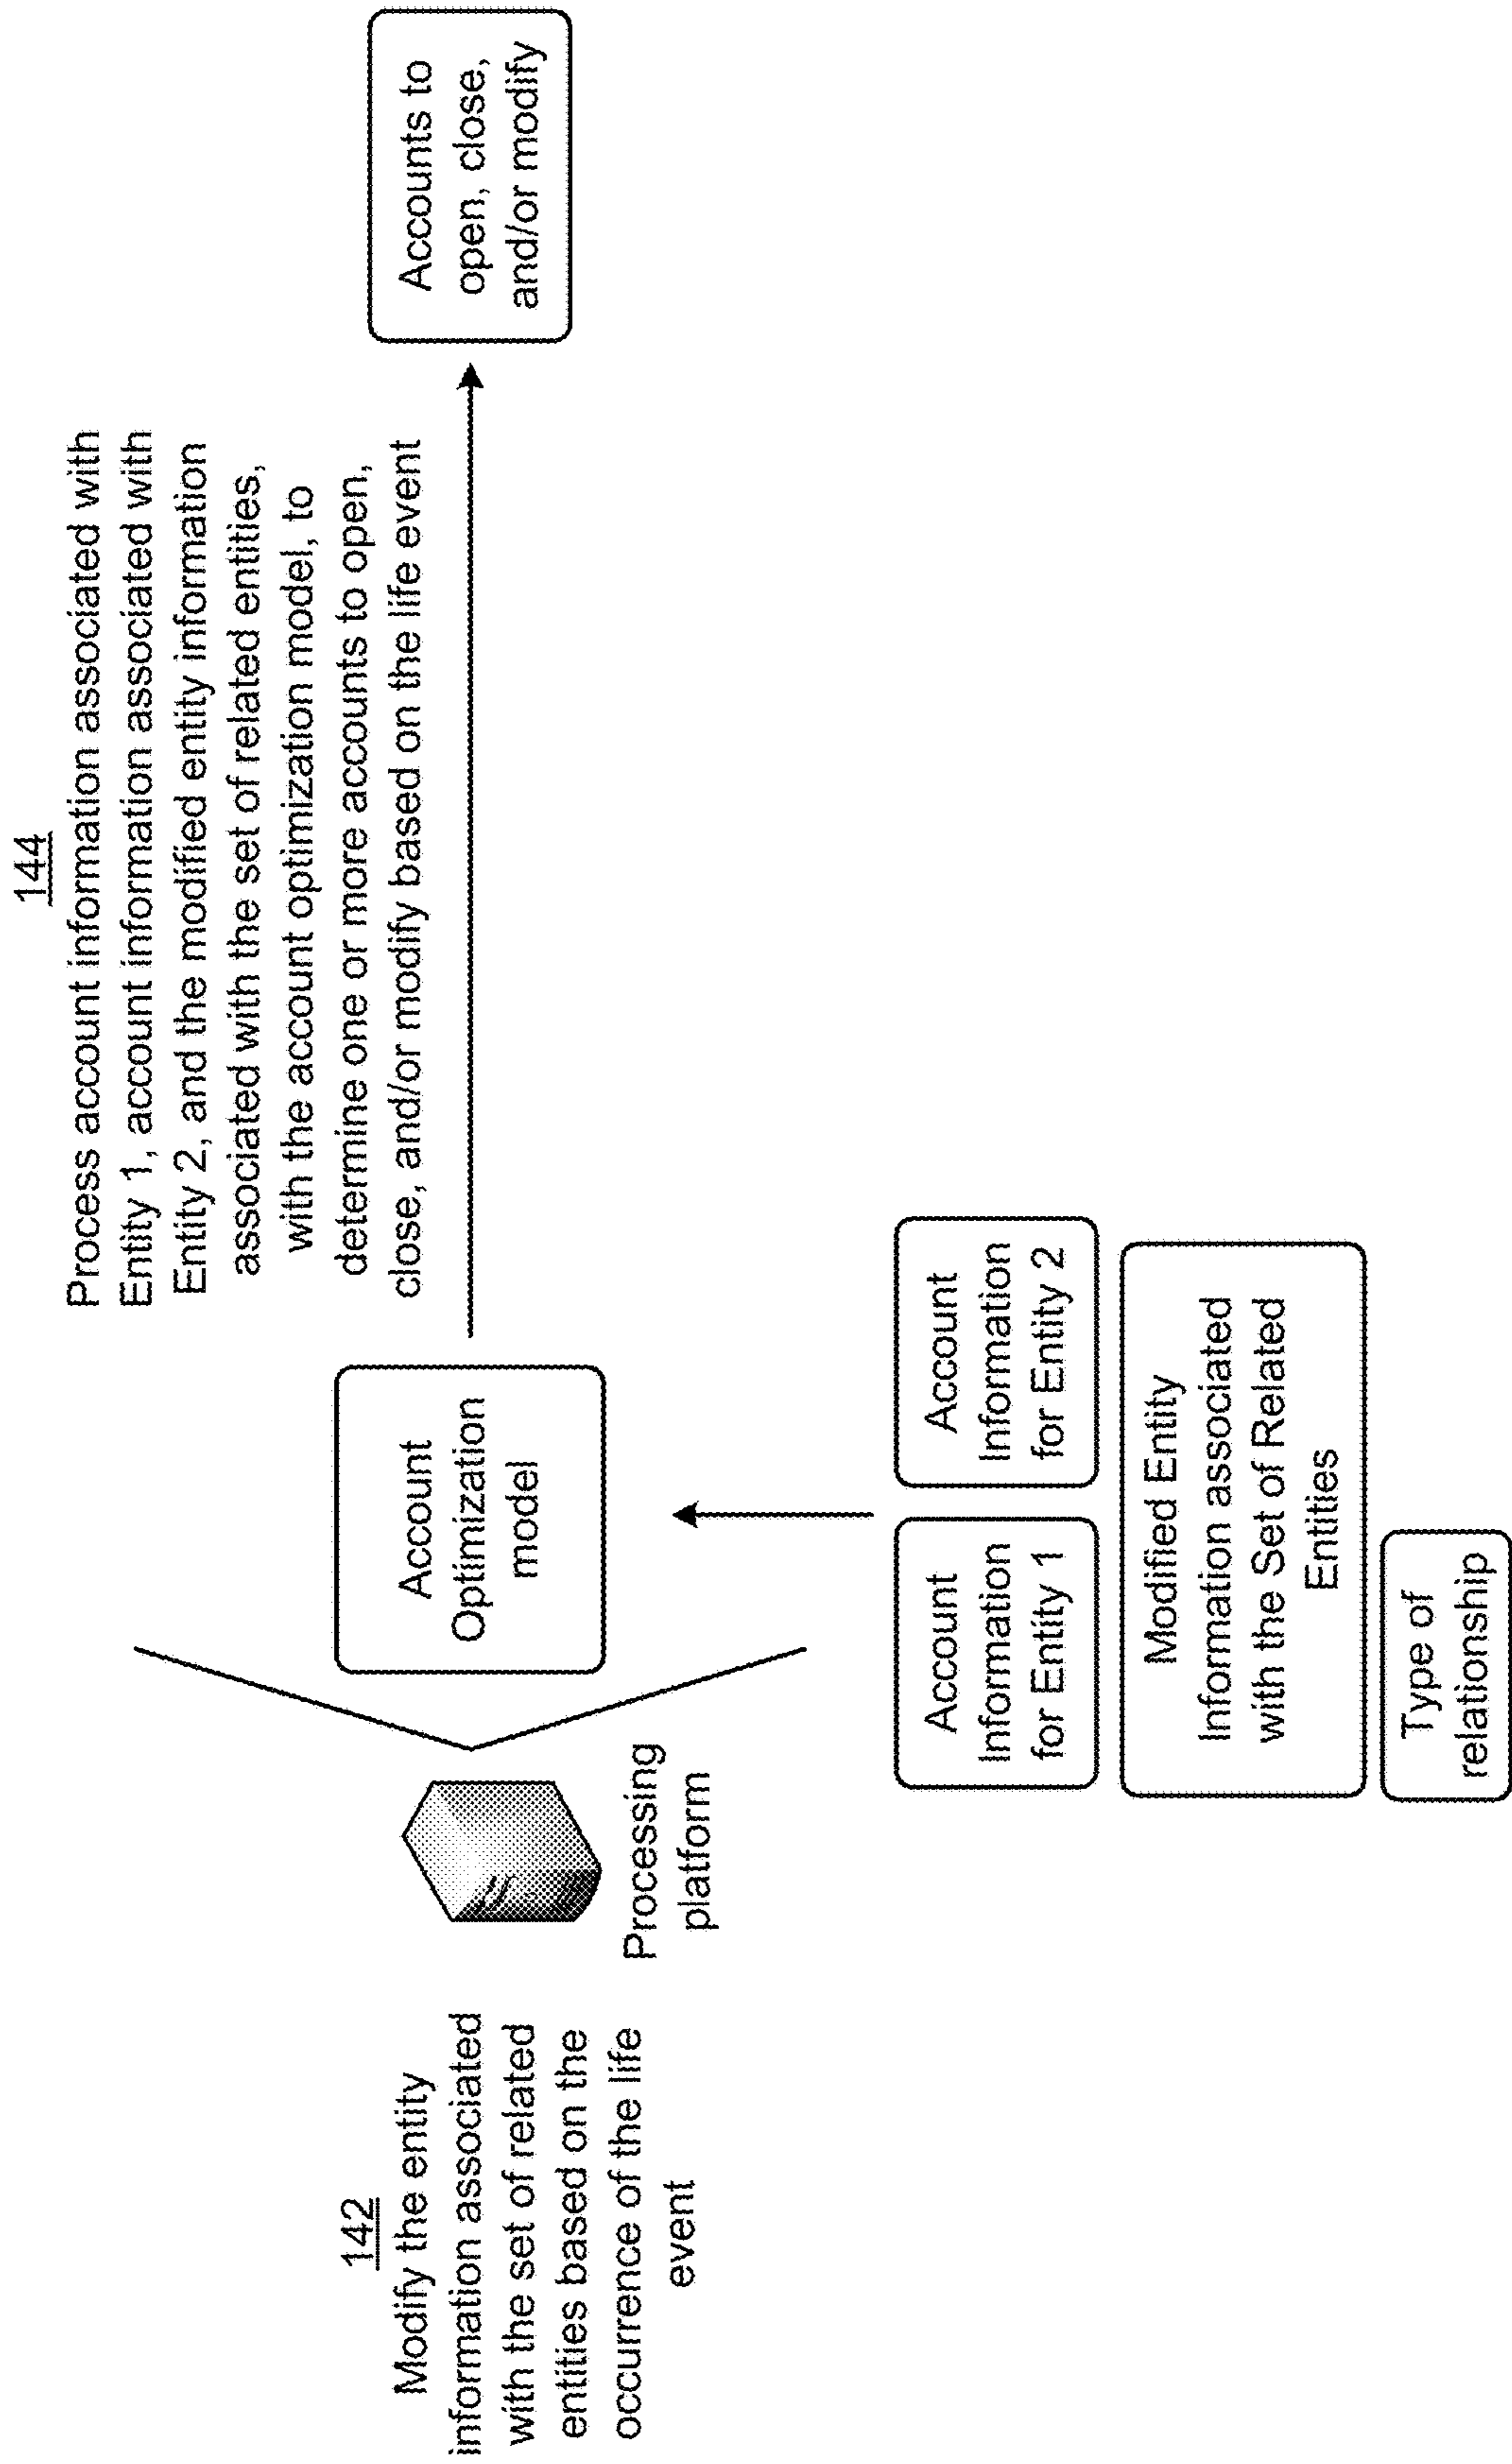 142
Modify the entity
information associated
with the set of related
entities based on the
occurrence of the life
event
Processing
platform
Account
Optimization
model
144
Process account information associated with
Entity 1, account information associated with
Entity 2, and the modified entity information
associated with the set of related entities,
with the account optimization model, to
determine one or more accounts to open,
close, and/or modify based on the life event
Accounts to
open, close,
and/or modify
Account
Information
for Entity 1
Account
Information
for Entity 2
Modified Entity
Information associated
with the Set of Related
Entities
Type of
relationship